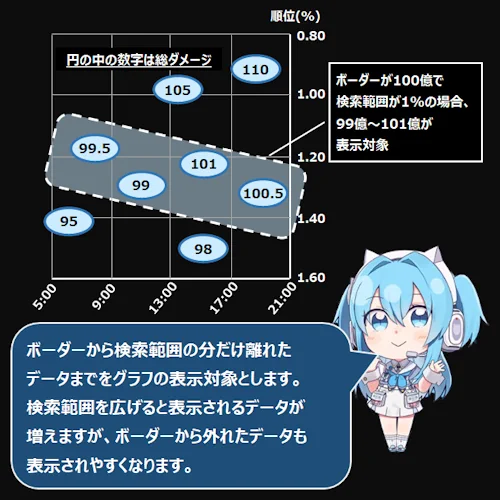 順位(%)
0.80
円の中の数字は総ダメージ
110
105
ボーダーが100億で
検索範囲が1%の場合、
99億～101億が
表示対象
1.00
99.5
101
1.20
99
100.5
95
1.40
98
1.60
5:00
9:00
13:00
17:00
21:00
ボーダーから検索範囲の分だけ離れた
データまでをグラフの表示対象とします。
検索範囲を広げると表示されるデータが
増えますが、ボーダーから外れたデータも
表示されやすくなります。